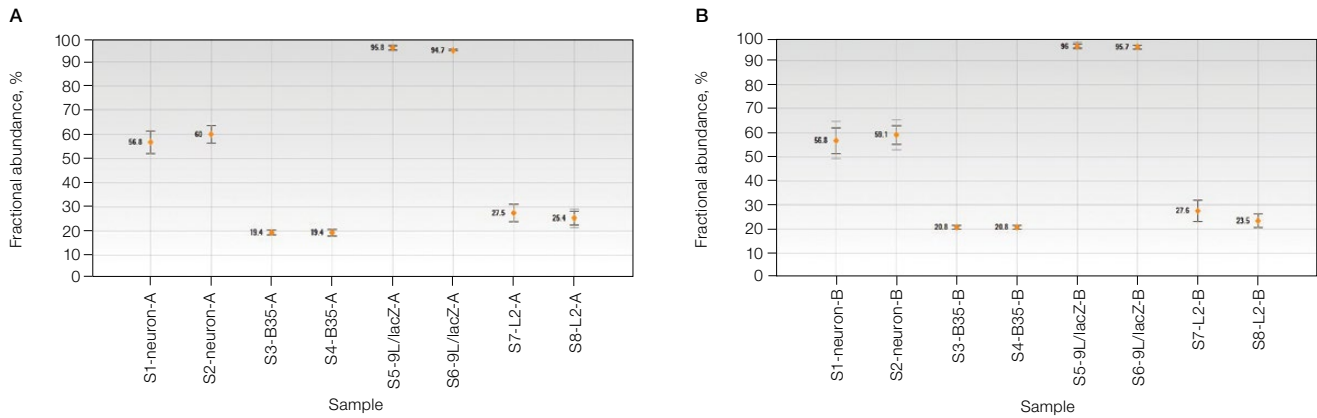 A
Fractional abundance, %
100
90
80
70
60
50
40
30
20
10
0
56.8
60
19.4
19.4
95.8
94.7
27.5
25.4
S1-neuron-A
S2-neuron-A
S3-B35-A
S4-B35-A
S5-9L/lacZ-A
S6-9L/lacZ-A
S7-L2-A
S8-L2-A
Sample
B
Fractional abundance, %
100
90
80
70
60
50
40
30
20
10
0
56.8
59.1
20.8
20.8
96
95.7
27.6
23.5
S1-neuron-B
S2-neuron-B
S3-B35-B
S4-B35-B
S5-9L/lacZ-B
S6-9L/lacZ-B
S7-L2-B
S8-L2-B
Sample